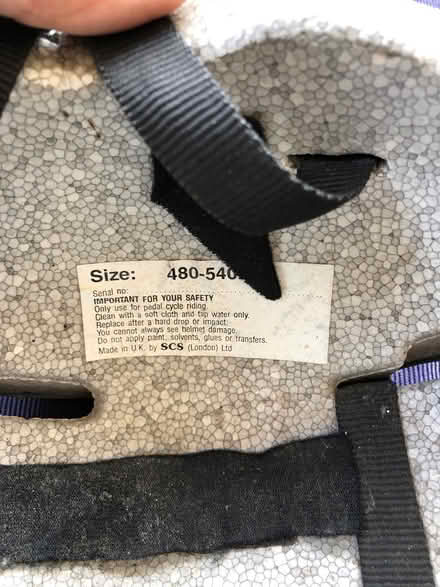 Size: 480-540
Serial no:
IMPORTANT FOR YOUR SAFETY
Only use for pedal cycle riding.
Clean with a soft cloth and tap water only.
Replace after a hard drop or impact.
You cannot always see helmet damage.
Do not apply paint, solvents, glues or transfers.
Made in U.K. by SCS (London) Ltd